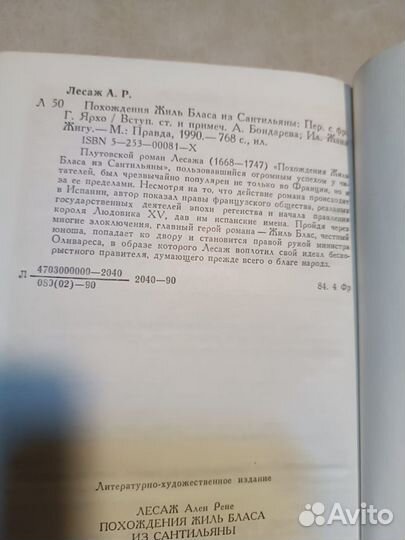 Лесаж А. Р.
Л 50 Похождения Жиль Бласа из Сантильяны: Пер. с фр.
Г. Ярхо / Вступ. ст. и примеч. А. Бондарева; Ил. Жана
Жигу.— М.: Правда, 1990.— 768 с., ил.
ISBN 5—253—00081—X
Плутовской роман Лесажа (1668—1747) «Похождения Жиль
Бласа из Сантильяны», пользовавшийся огромным успехом у чи-
тателей, был чрезвычайно популярен не только во Франции, но и
за ее пределами. Несмотря на то, что действие романа происходит
в Испании, автор показал нравы французского общества, реальных
государственных деятелей эпохи регентства и начала правления
короля Людовика XV, дав им испанские имена. Пройдя через
многие злоключения, главный герой романа — Жиль Блас, честный
юноша, попадает ко двору и становится правой рукой министра
Оливареса, в образе которого Лесаж воплотил свой идеал беско-
рыстного правителя, думающего прежде всего о благе народа.
Л 4703000000—2040
080(02)—90 2040—90
84. 4 Фр
Литературно-художественное издание
ЛЕСАЖ Ален Рене
ПОХОЖДЕНИЯ ЖИЛЬ БЛАСА
ИЗ САНТИЛЬЯНЫ
Avito